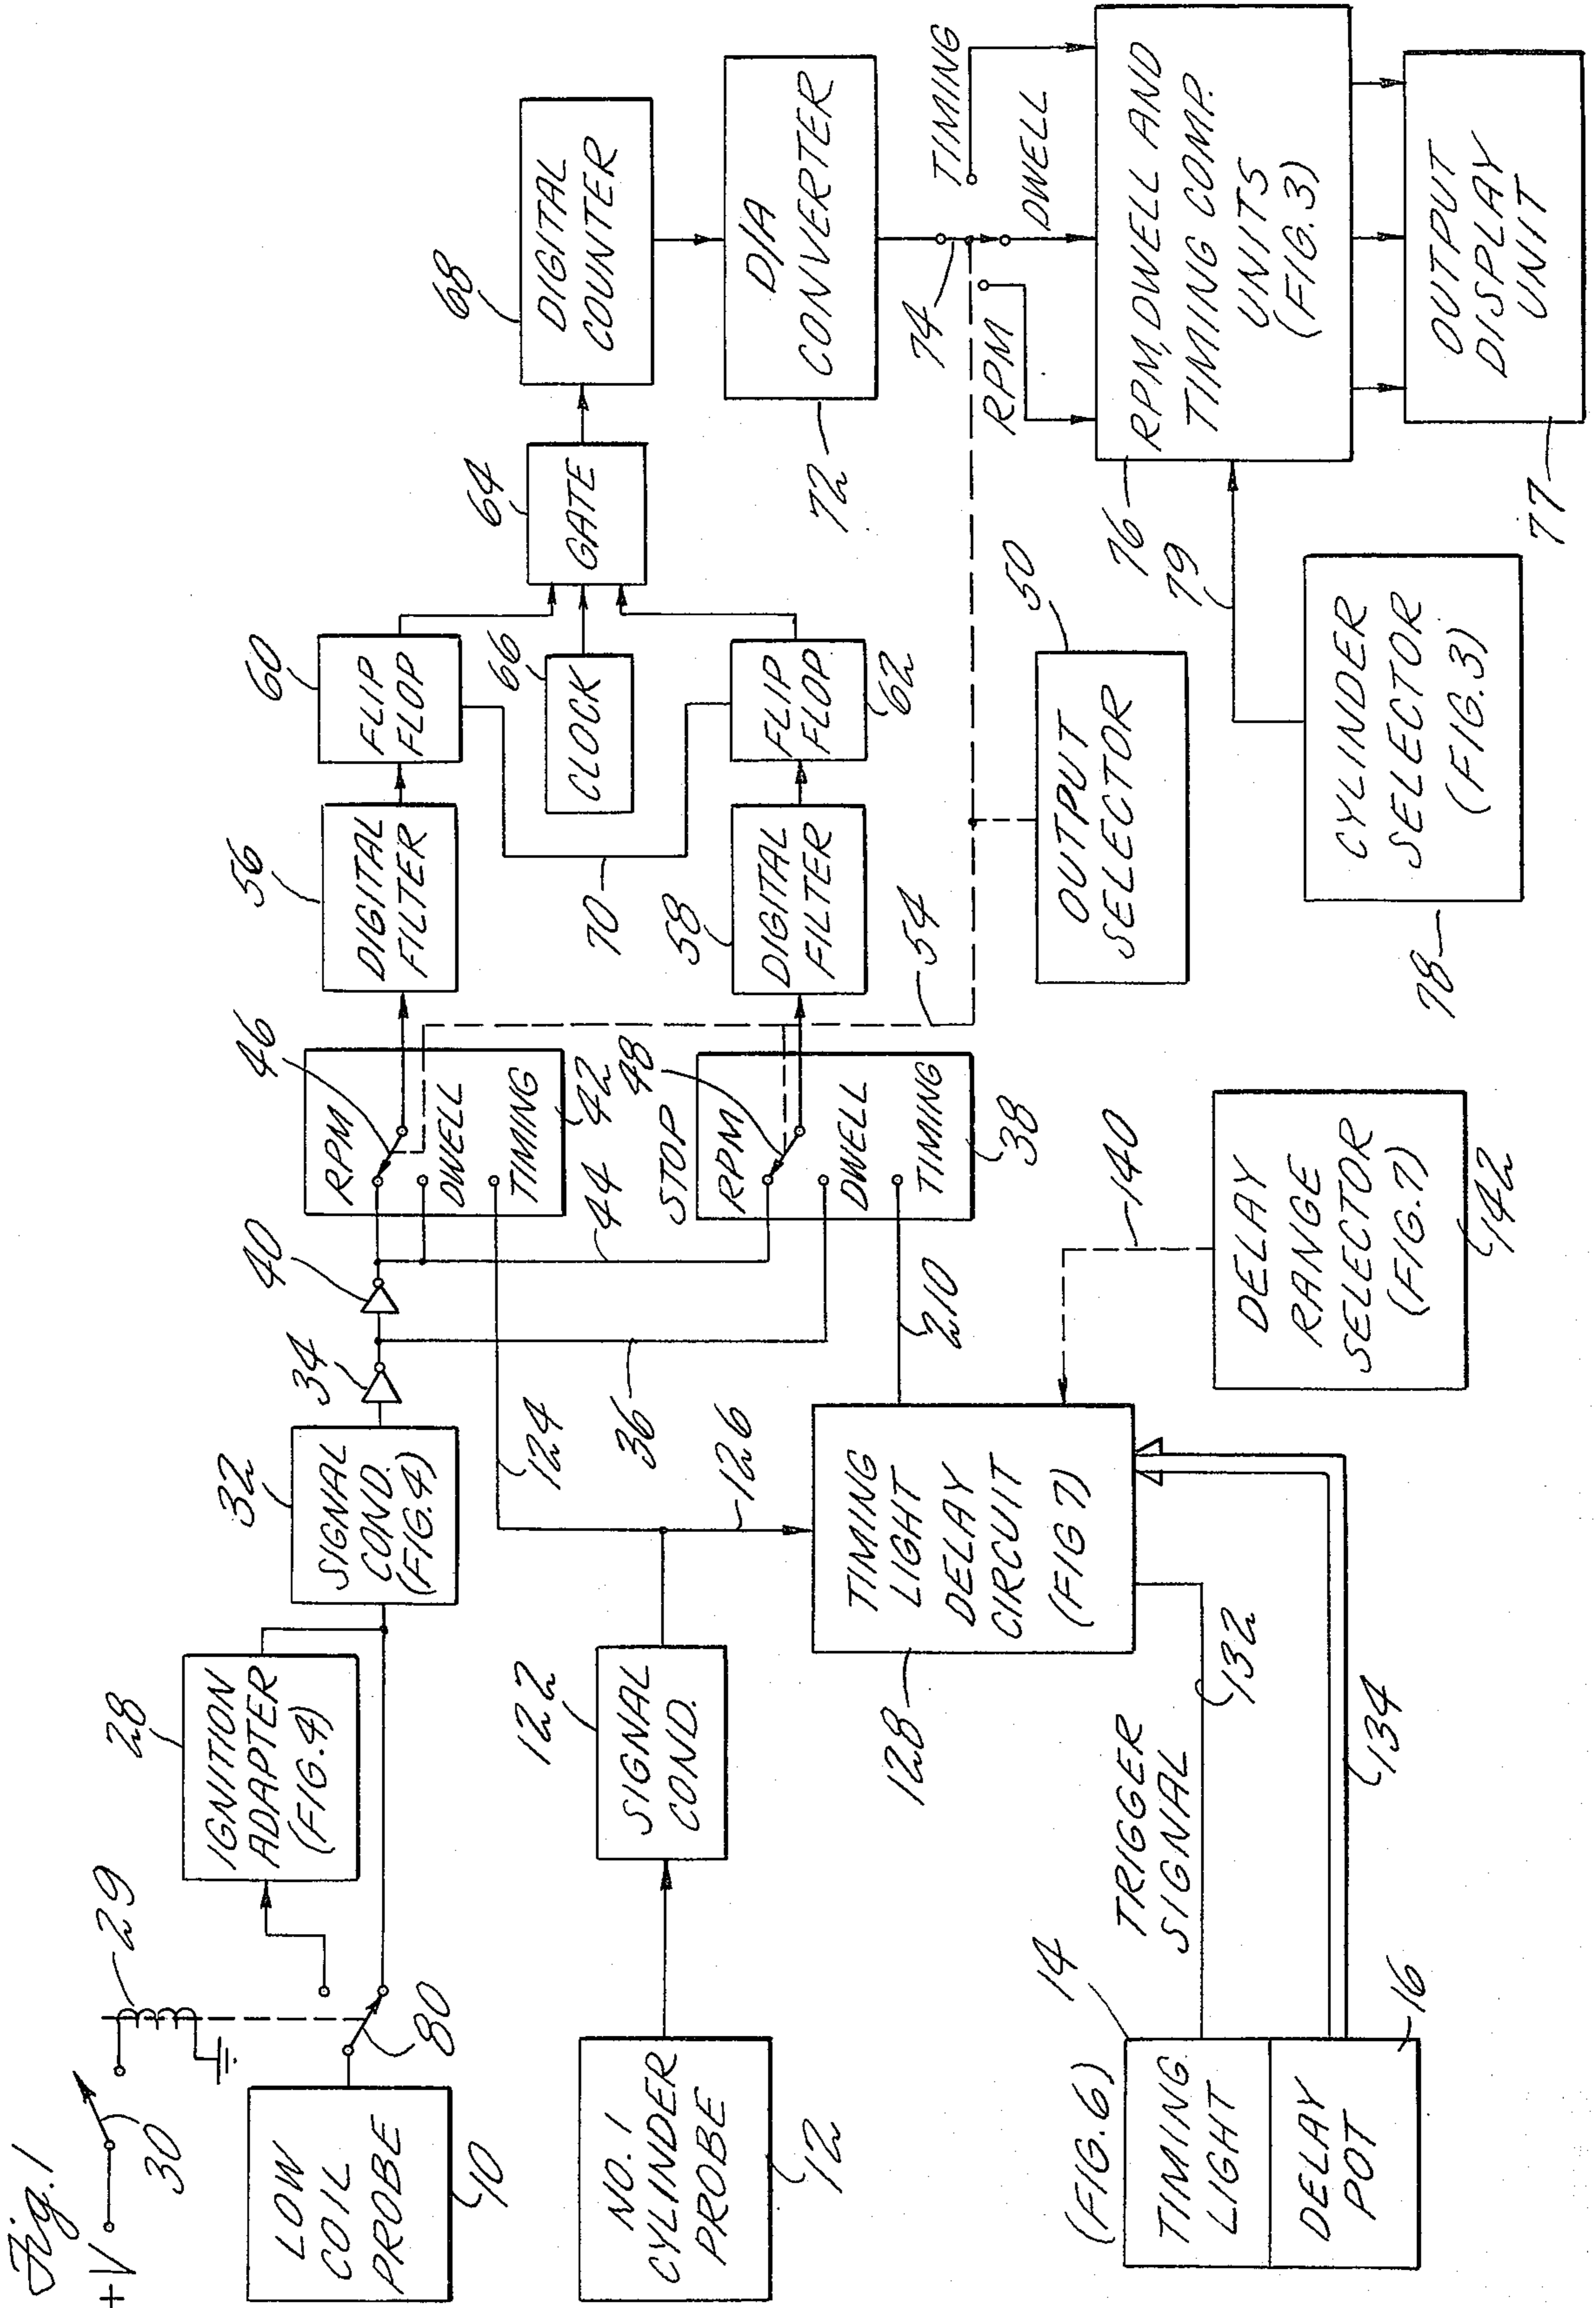 Fig. 1
+V
30
29
80
LOW
COIL
PROBE
10
28
IGNITION
ADAPTER
(FIG. 4)
32
SIGNAL
COND.
(FIG. 4)
34
40
36
44
46
RPM
DWELL
TIMING
42
STOP
48
RPM
DWELL
TIMING
38
56
DIGITAL
FILTER
58
DIGITAL
FILTER
60
FLIP
FLOP
70
66
CLOCK
FLIP
FLOP
62
64
GATE
68
DIGITAL
COUNTER
D/A
CONVERTER
72
74
TIMING
DWELL
RPM
54
50
OUTPUT
SELECTOR
RPM, DWELL AND
TIMING COMP.
UNITS
(FIG. 3)
76
79
OUTPUT
DISPLAY
UNIT
77
CYLINDER
SELECTOR
(FIG. 3)
78
NO. 1
CYLINDER
PROBE
12
122
SIGNAL
COND.
124
126
TIMING
LIGHT
DELAY
CIRCUIT
(FIG 7)
128
210
140
DELAY
RANGE
SELECTOR
(FIG. 7)
142
TRIGGER
SIGNAL
132
134
(FIG. 6)
14
TIMING
LIGHT
DELAY
POT
16